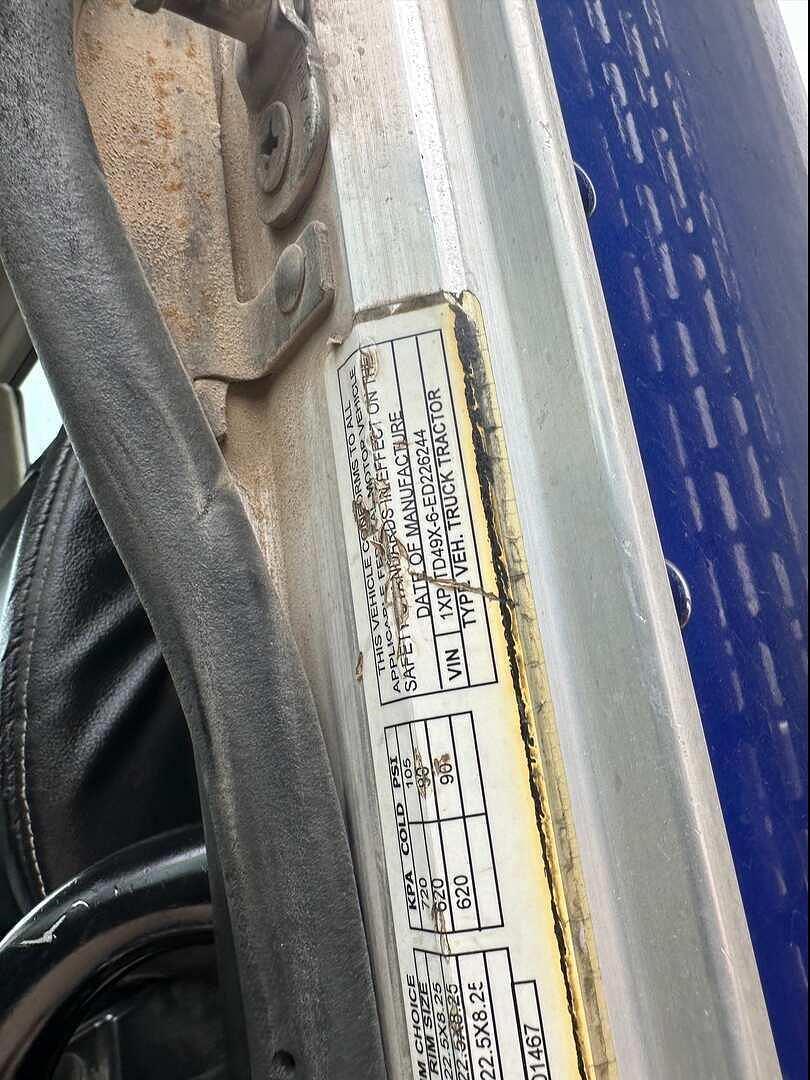 THIS VEHICLE CONFORMS TO ALL
APPLICABLE FEDERAL MOTOR VEHICLE
SAFETY STANDARDS IN EFFECT ON THE
DATE OF MANUFACTURE
VIN TD49X-6-ED226244
TYPE VEH. TRUCK TRACTOR
KPA COLD PSI
720 105
620 90
620 90
RIM SIZE
22.5X8.25
22.5X8.25
22.5X8.25
01467